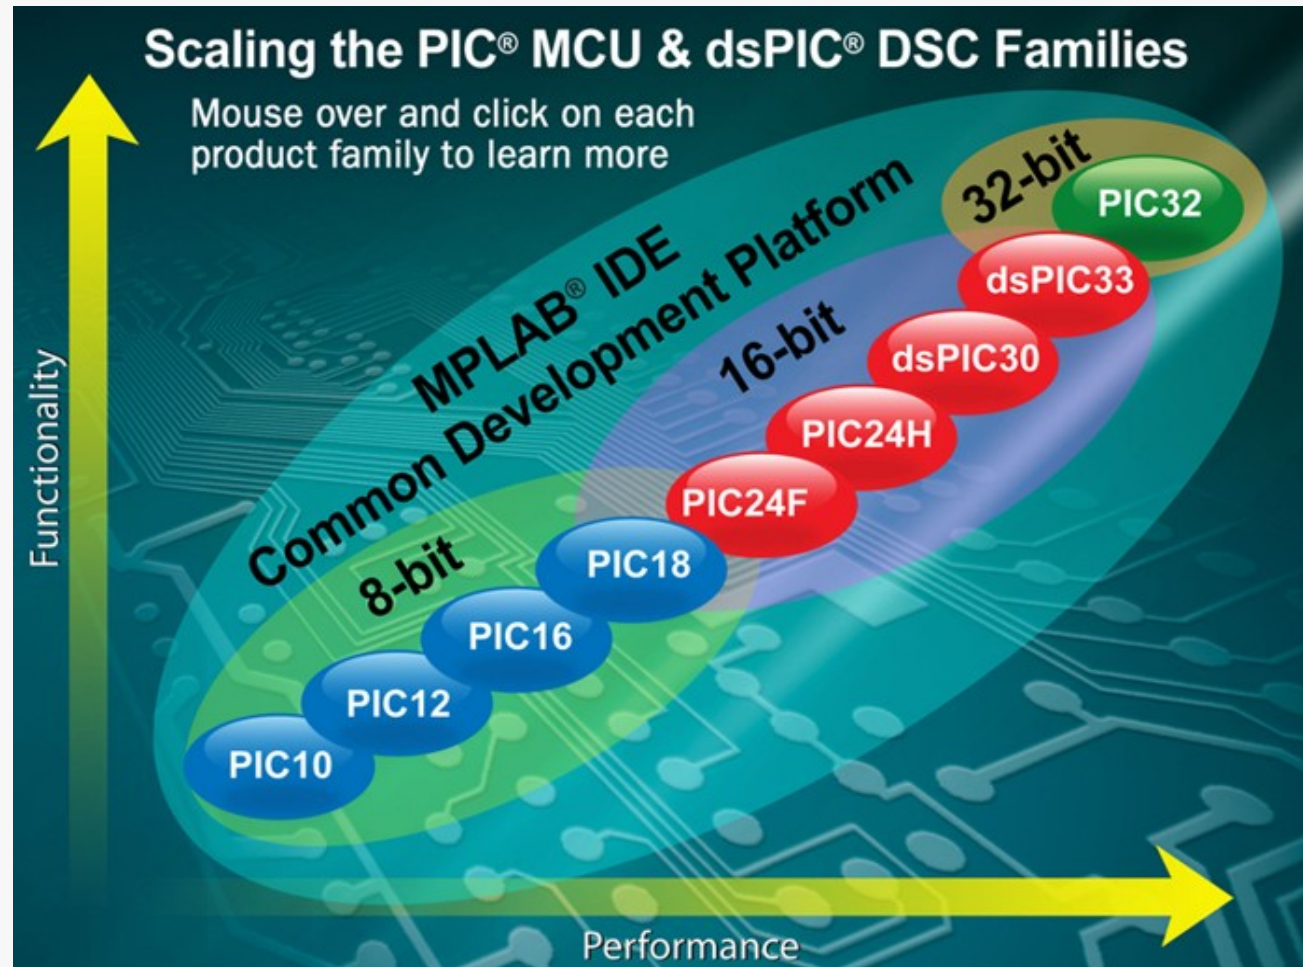 Scaling the PIC® MCU & dsPIC® DSC Families
Mouse over and click on each
product family to learn more
Functionality
MPLAB® IDE
Common Development Platform
32-bit
PIC32
dsPIC33
16-bit
dsPIC30
PIC24H
PIC24F
8-bit
PIC18
PIC16
PIC12
PIC10
Performance